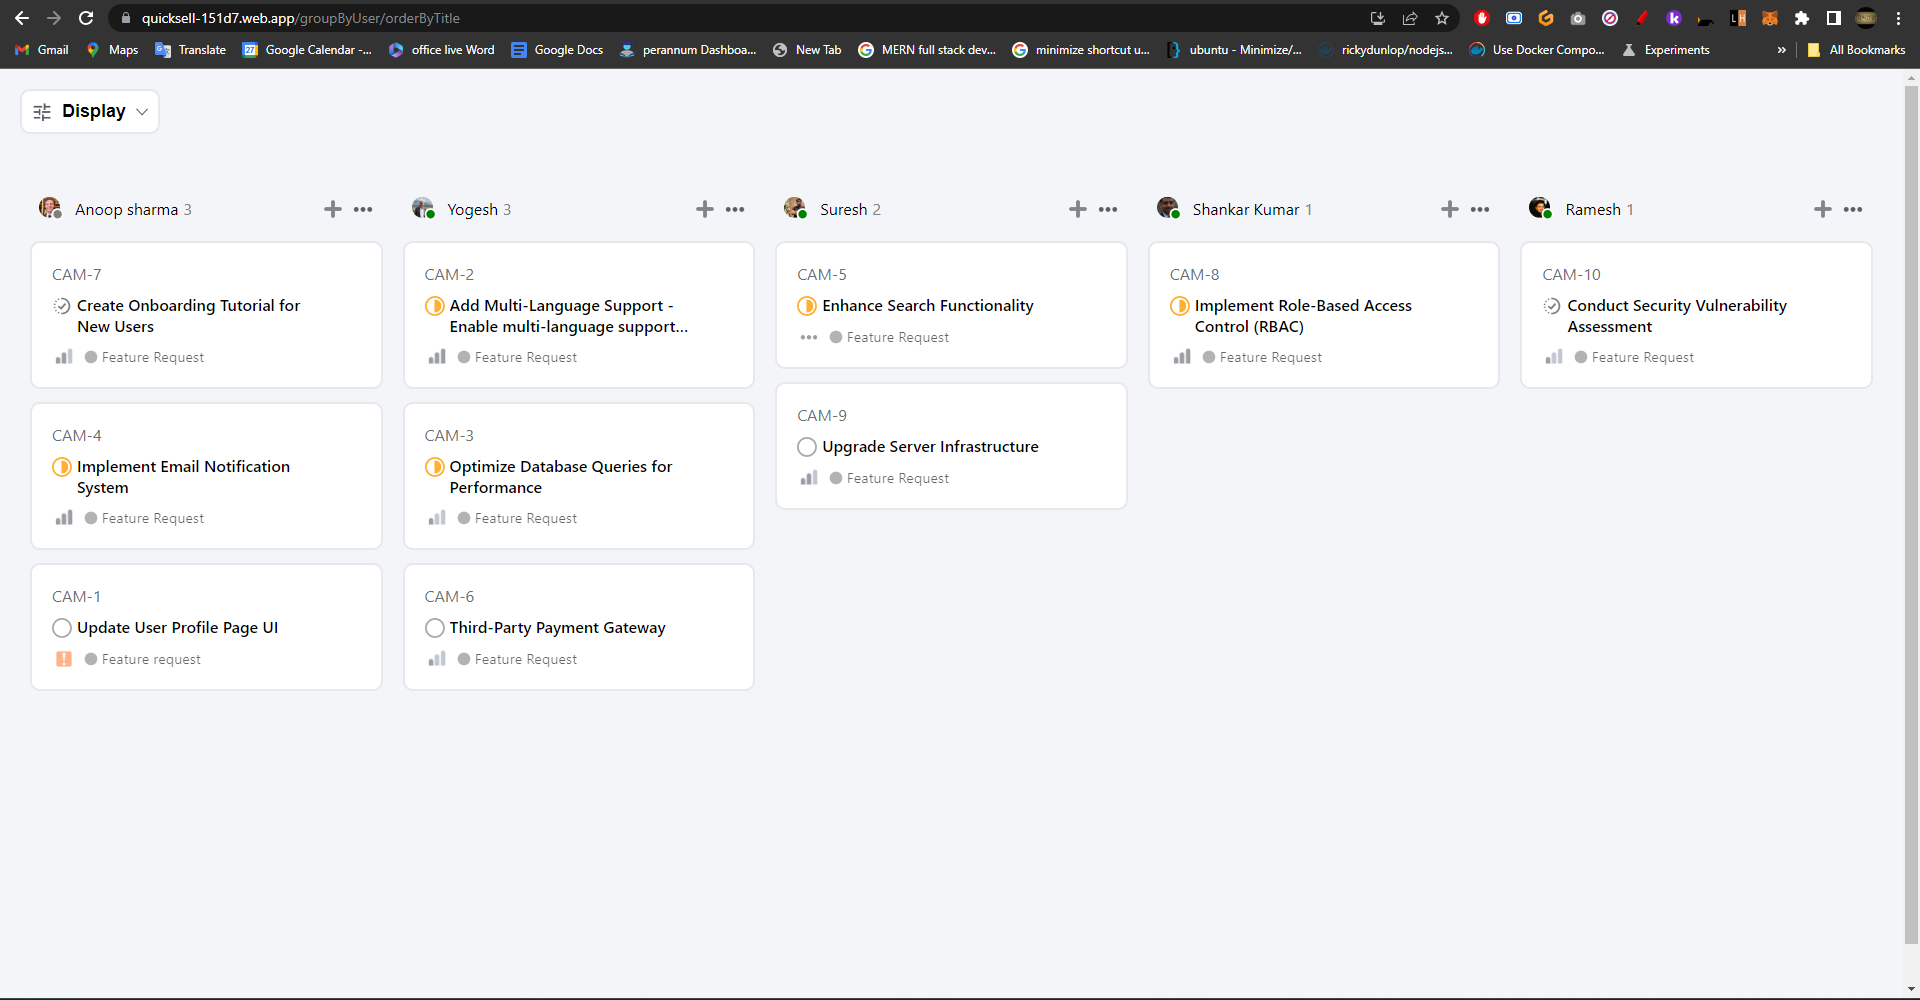 quicksell-151d7.web.app/groupByUser/orderByTitle
Gmail Maps Translate Google Calendar -... office live Word Google Docs perannum Dashboa... New Tab MERN full stack dev... minimize shortcut u... ubuntu - Minimize/... rickydunlop/nodejs... Use Docker Compo... Experiments » All Bookmarks
Display
Anoop sharma 3
CAM-7
Create Onboarding Tutorial for
New Users
Feature Request
CAM-4
Implement Email Notification
System
Feature Request
CAM-1
Update User Profile Page UI
Feature request
Yogesh 3
CAM-2
Add Multi-Language Support -
Enable multi-language support...
Feature Request
CAM-3
Optimize Database Queries for
Performance
Feature Request
CAM-6
Third-Party Payment Gateway
Feature Request
Suresh 2
CAM-5
Enhance Search Functionality
Feature Request
CAM-9
Upgrade Server Infrastructure
Feature Request
Shankar Kumar 1
CAM-8
Implement Role-Based Access
Control (RBAC)
Feature Request
Ramesh 1
CAM-10
Conduct Security Vulnerability
Assessment
Feature Request